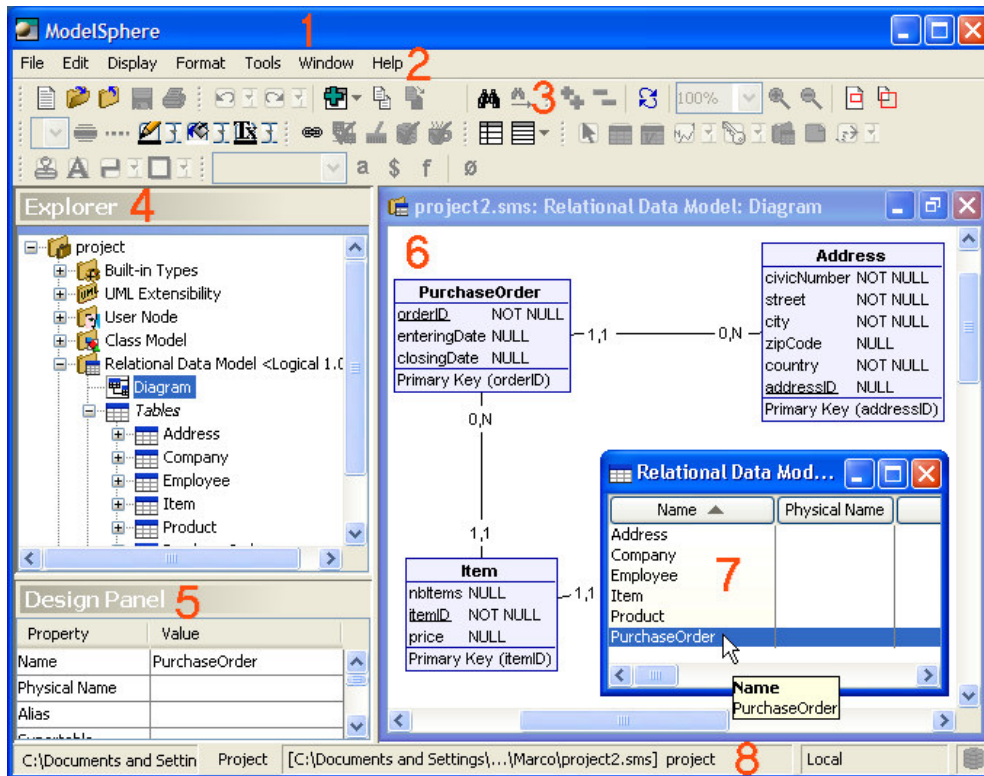 ModelSphere
1
File Edit Display Format Tools Window Help
2
3
100%
a $ f ø
Explorer
4
project
Built-in Types
UML Extensibility
User Node
Class Model
Relational Data Model <Logical 1.0
Diagram
Tables
Address
Company
Employee
Item
Product
Design Panel
5
Property Value
Name PurchaseOrder
Physical Name
Alias
project2.sms: Relational Data Model: Diagram
6
PurchaseOrder
orderID NOT NULL
enteringDate NULL
closingDate NULL
Primary Key (orderID)
1,1
0,N
Address
civicNumber NOT NULL
street NOT NULL
city NOT NULL
zipCode NULL
country NOT NULL
addressID NULL
Primary Key (addressID)
0,N
1,1
Item
nbItems NULL
itemID NOT NULL
price NULL
Primary Key (itemID)
1,1
Relational Data Mod...
Name Physical Name
Address
Company
Employee
Item
Product
PurchaseOrder
7
Name
PurchaseOrder
C:\Documents and Settin Project [C:\Documents and Settings\...\Marco\project2.sms] project 8 Local